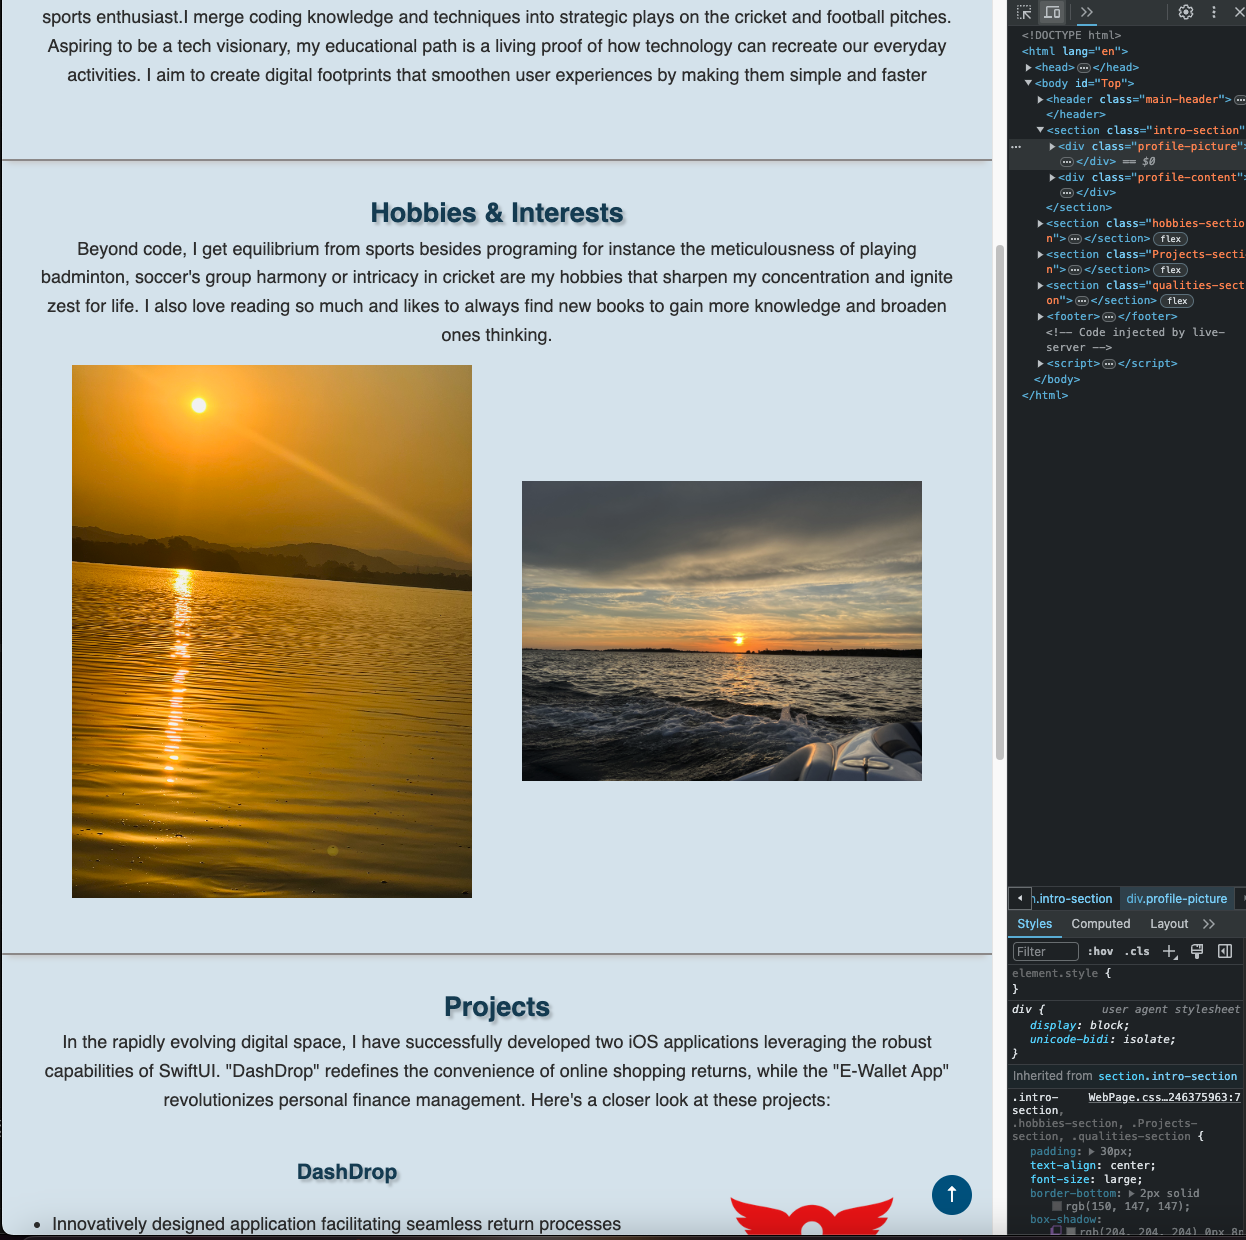 sports enthusiast.I merge coding knowledge and techniques into strategic plays on the cricket and football pitches.
Aspiring to be a tech visionary, my educational path is a living proof of how technology can recreate our everyday
activities. I aim to create digital footprints that smoothen user experiences by making them simple and faster
Hobbies & Interests
Beyond code, I get equilibrium from sports besides programing for instance the meticulousness of playing
badminton, soccer's group harmony or intricacy in cricket are my hobbies that sharpen my concentration and ignite
zest for life. I also love reading so much and likes to always find new books to gain more knowledge and broaden
ones thinking.
Projects
In the rapidly evolving digital space, I have successfully developed two iOS applications leveraging the robust
capabilities of SwiftUI. "DashDrop" redefines the convenience of online shopping returns, while the "E-Wallet App"
revolutionizes personal finance management. Here's a closer look at these projects:
DashDrop
• Innovatively designed application facilitating seamless return processes
<!DOCTYPE html>
<html lang="en">
<head>…</head>
<body id="Top">
<header class="main-header">…
</header>
<section class="intro-section"
<div class="profile-picture">
…</div> == $0
<div class="profile-content">
…</div>
</section>
<section class="hobbies-sectio
n">…</section> flex
<section class="Projects-secti
n">…</section> flex
<section class="qualities-sect
on">…</section> flex
<footer>…</footer>
<!-- Code injected by live-
server -->
<script>…</script>
</body>
</html>
n.intro-section div.profile-picture
Styles Computed Layout
Filter :hov .cls
element.style {
}
div { user agent stylesheet
display: block;
unicode-bidi: isolate;
}
Inherited from section.intro-section
.intro- WebPage.css…246375963:7
section,
.hobbies-section, .Projects-
section, .qualities-section {
padding: 30px;
text-align: center;
font-size: large;
border-bottom: 2px solid
rgb(150, 147, 147);
box-shadow:
rgb(204, 204, 204) 0px 8p